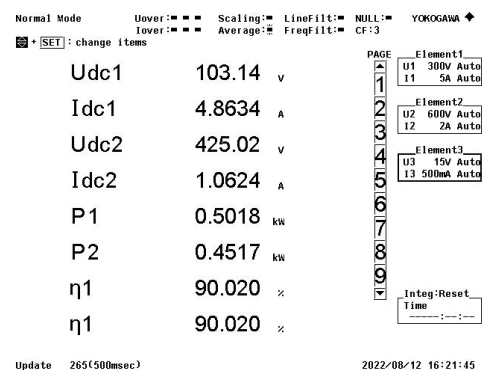 Normal Mode Uover:■ ■ ■ Scaling:■ LineFilt:■ NULL:■ YOKOGAWA ◆
Iover:■ ■ ■ Average:■ FreqFilt:■ CF:3
+ SET : change items
PAGE
Udc1 103.14 V
Idc1 4.8634 A
Udc2 425.02 V
Idc2 1.0624 A
P1 0.5018 kW
P2 0.4517 kW
η1 90.020 %
η1 90.020 %
▲
1
2
3
4
5
6
7
8
9
▼
Element1
U1 300V Auto
I1 5A Auto
Element2
U2 600V Auto
I2 2A Auto
Element3
U3 15V Auto
I3 500mA Auto
Integ:Reset
Time
-----:--:--
Update 265(500msec) 2022/08/12 16:21:45